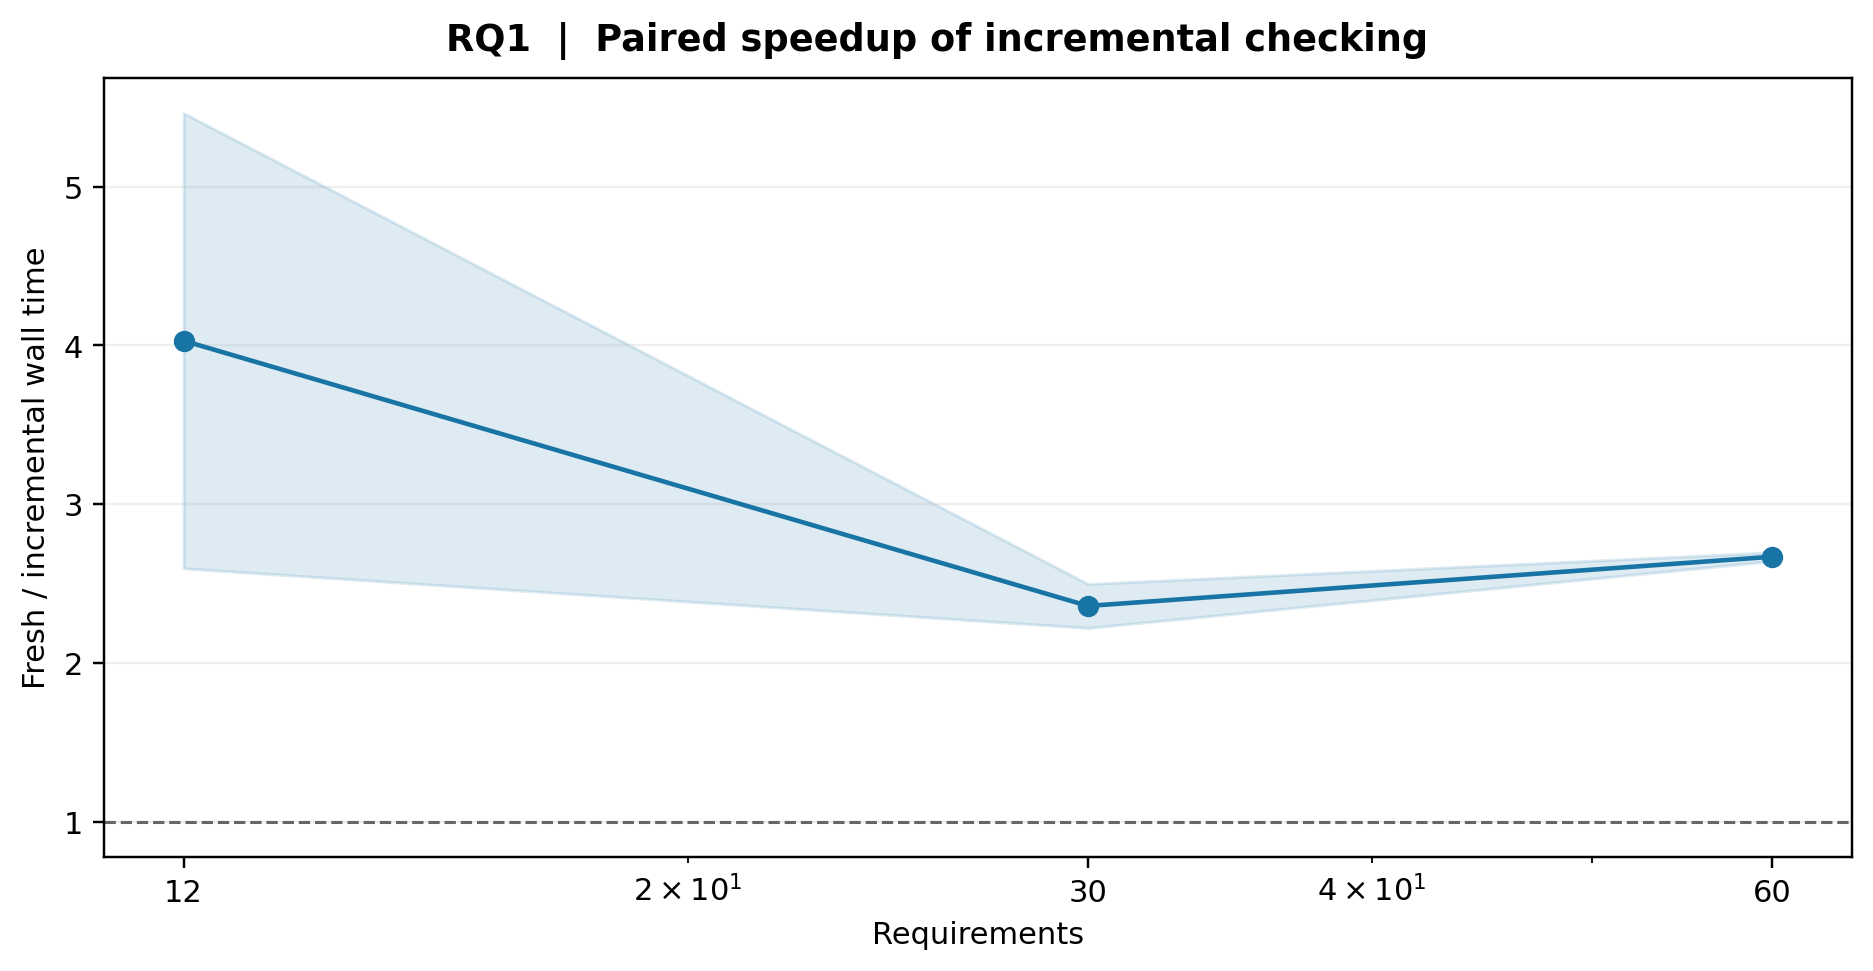 RQ1 | Paired speedup of incremental checking
Fresh / incremental wall time
5
4
3
2
1
12
2 × 10¹
30
4 × 10¹
60
Requirements